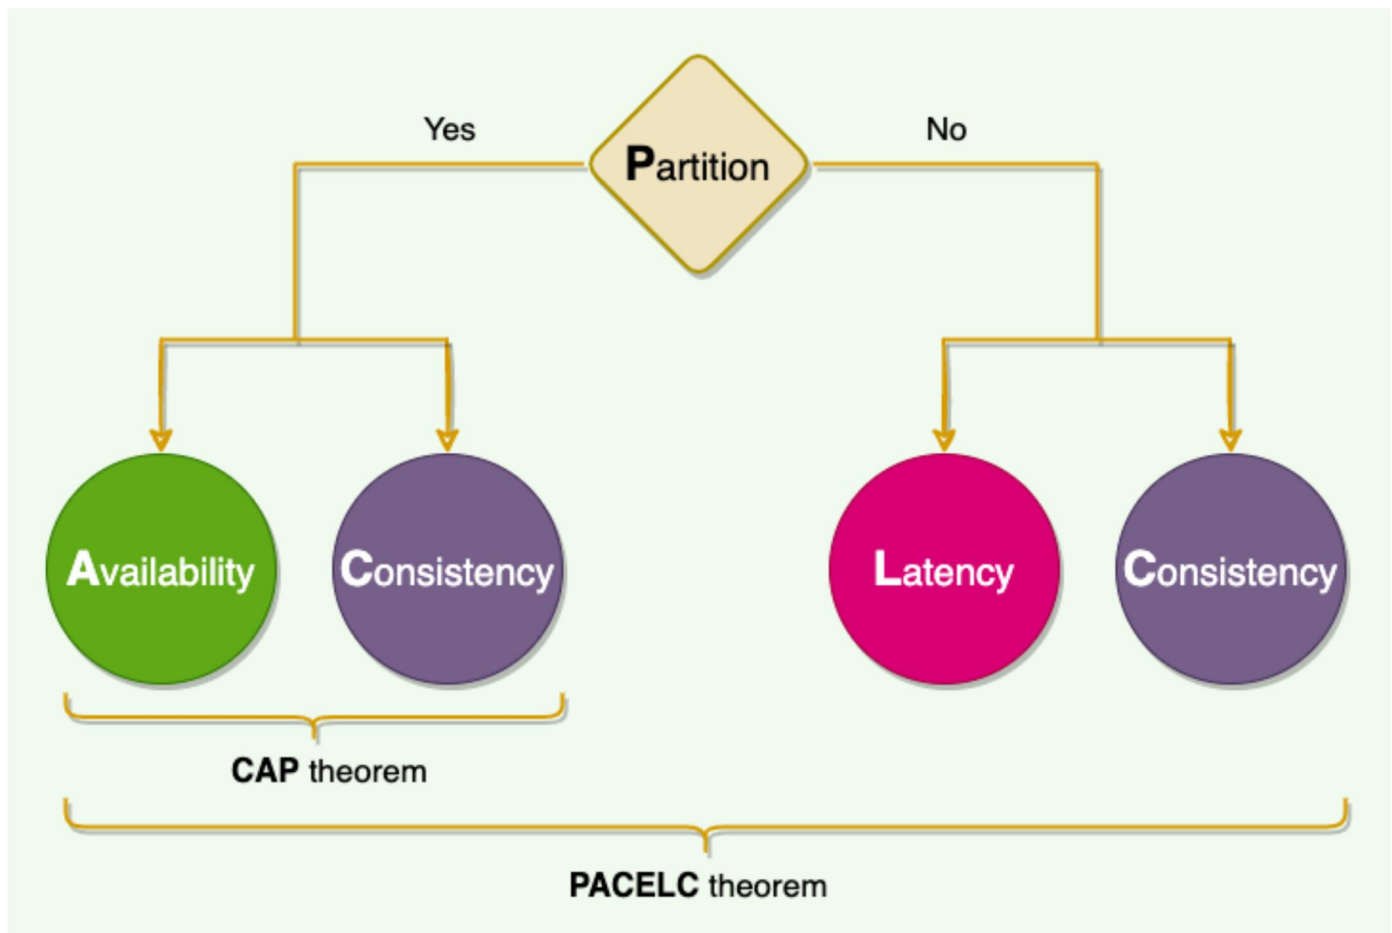 Yes
No
Partition
Availability
Consistency
Latency
Consistency
CAP theorem
PACELC theorem